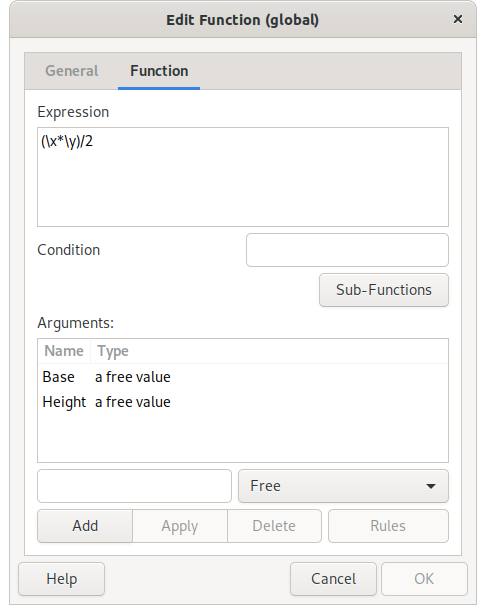 Edit Function (global)
×
General Function
Expression
(\x*\y)/2
Condition
Sub-Functions
Arguments:
Name Type
Base a free value
Height a free value
Free
Add Apply Delete Rules
Help Cancel OK